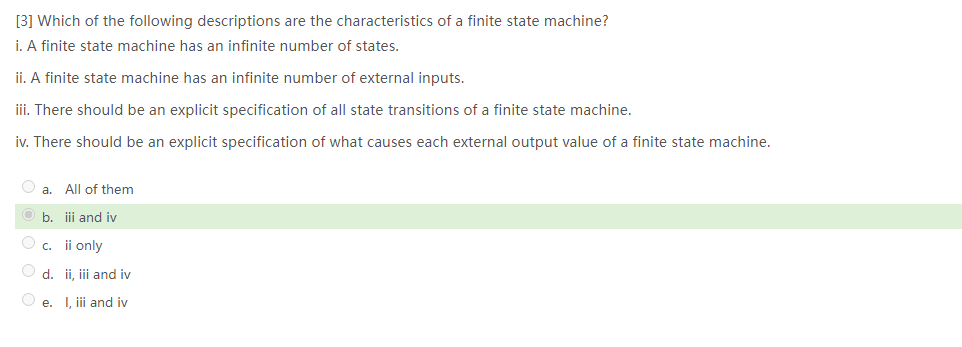 [3] Which of the following descriptions are the characteristics of a finite state machine?
i. A finite state machine has an infinite number of states.
ii. A finite state machine has an infinite number of external inputs.
iii. There should be an explicit specification of all state transitions of a finite state machine.
iv. There should be an explicit specification of what causes each external output value of a finite state machine.
a. All of them
b. iii and iv
c. ii only
d. ii, iii and iv
e. I, iii and iv